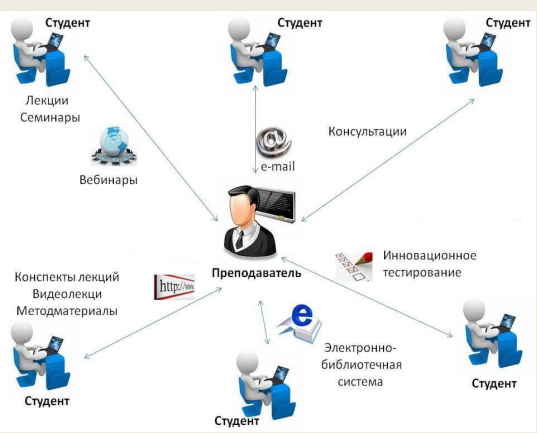 Студент
Студент
Студент
Лекции
Семинары
Вебинары
@
e-mail
Консультации
Преподаватель
Инновационное
тестирование
Конспекты лекций
Видеолекци
Методматериалы
http://ww
e
Электронно-
библиотечная
система
Студент
Студент
Студент